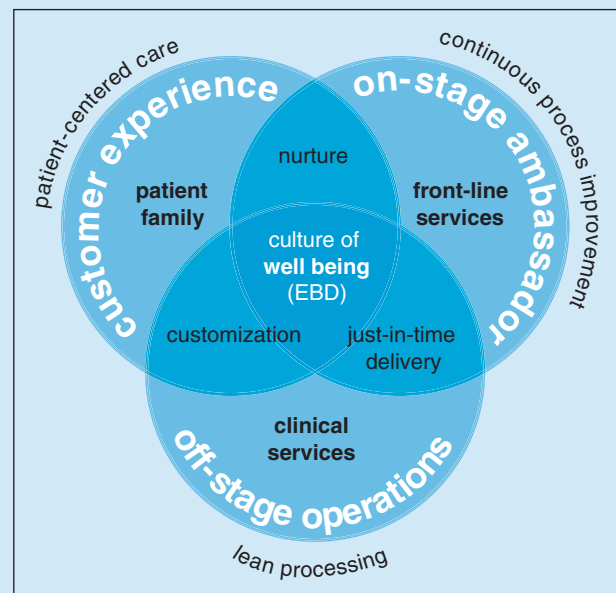 patient-centered care
continuous process improvement
customer experience
on-stage ambassador
nurture
patient
family
front-line
services
culture of
well being
(EBD)
customization
just-in-time
delivery
clinical
services
off-stage operations
lean processing